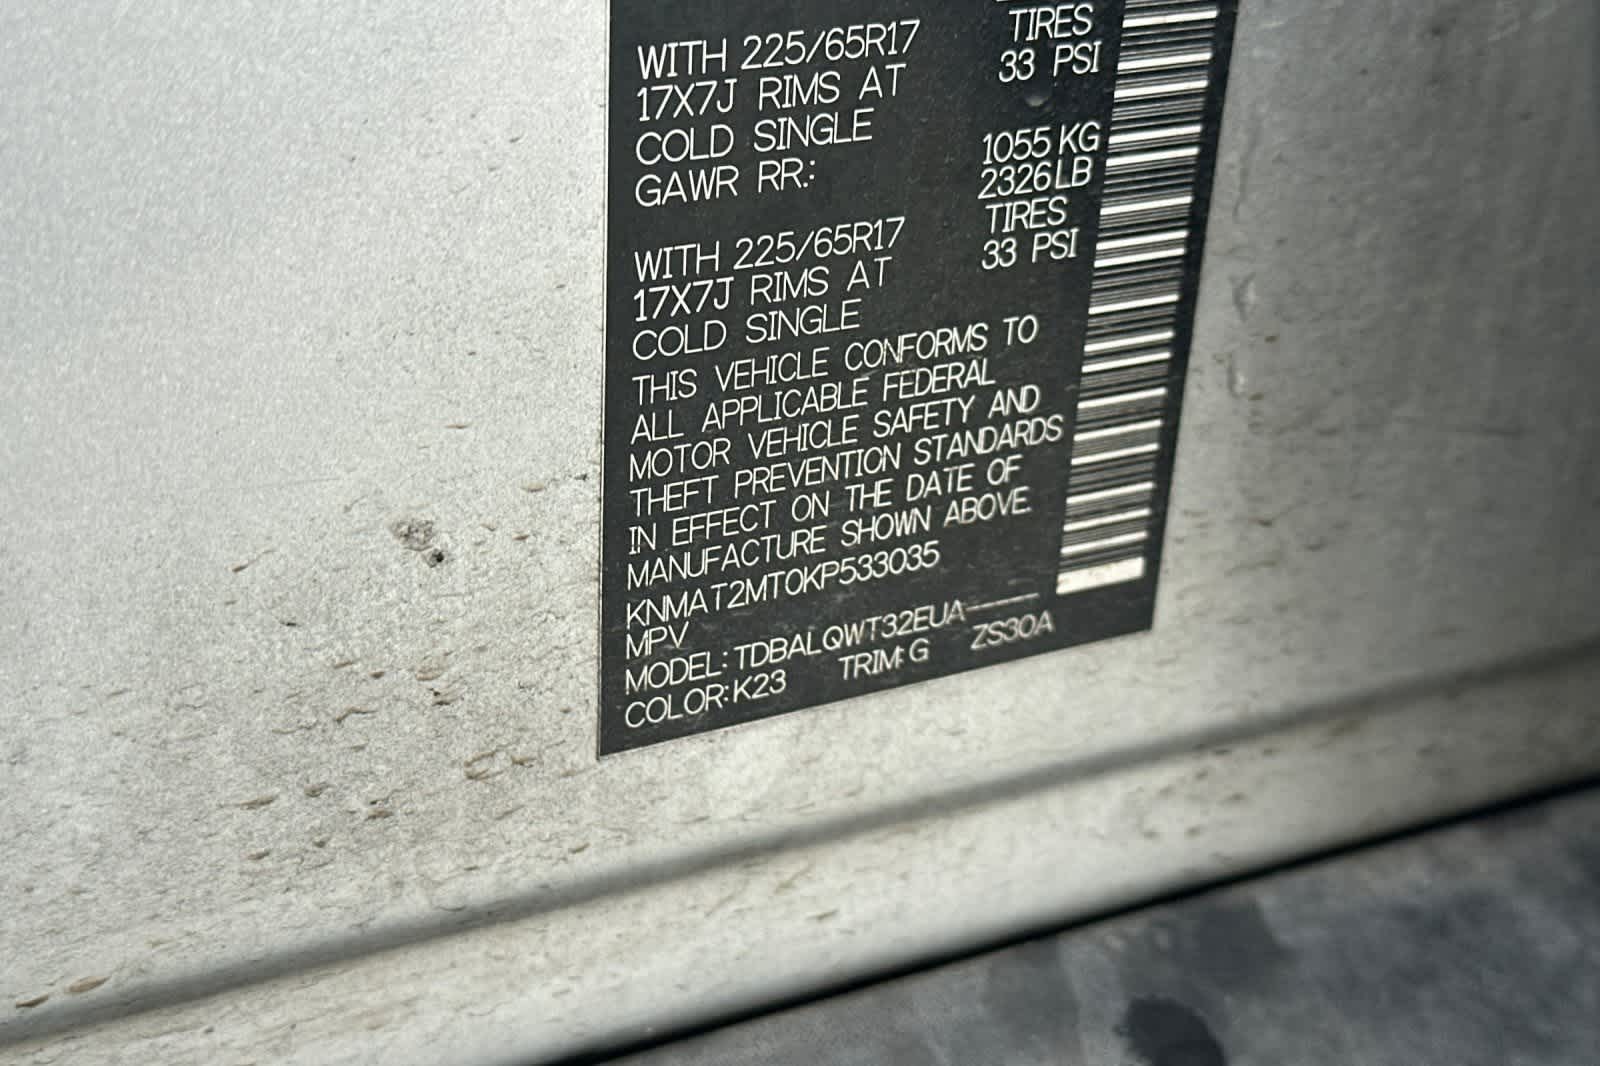 WITH 225/65R17 TIRES
17X7J RIMS AT 33 PSI
COLD SINGLE
GAWR RR.: 1055 KG
2326 LB
WITH 225/65R17 TIRES
17X7J RIMS AT 33 PSI
COLD SINGLE
THIS VEHICLE CONFORMS TO
ALL APPLICABLE FEDERAL
MOTOR VEHICLE SAFETY AND
THEFT PREVENTION STANDARDS
IN EFFECT ON THE DATE OF
MANUFACTURE SHOWN ABOVE.
KNMAT2MT0KP533035
MPV
MODEL: TDBALQWT32EUA-----
COLOR: K23 TRIM: G ZS30A